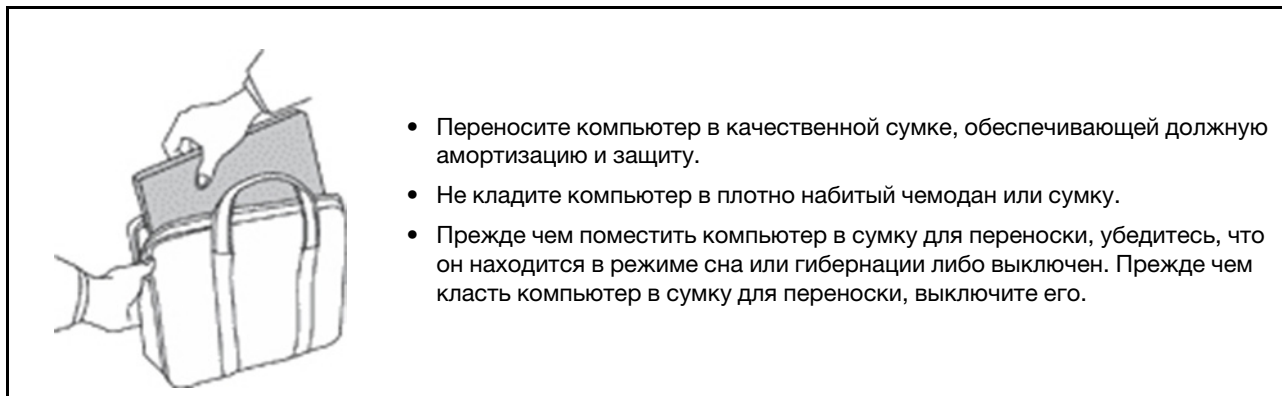 • Переносите компьютер в качественной сумке, обеспечивающей должную
амортизацию и защиту.
• Не кладите компьютер в плотно набитый чемодан или сумку.
• Прежде чем поместить компьютер в сумку для переноски, убедитесь, что
он находится в режиме сна или гибернации либо выключен. Прежде чем
класть компьютер в сумку для переноски, выключите его.